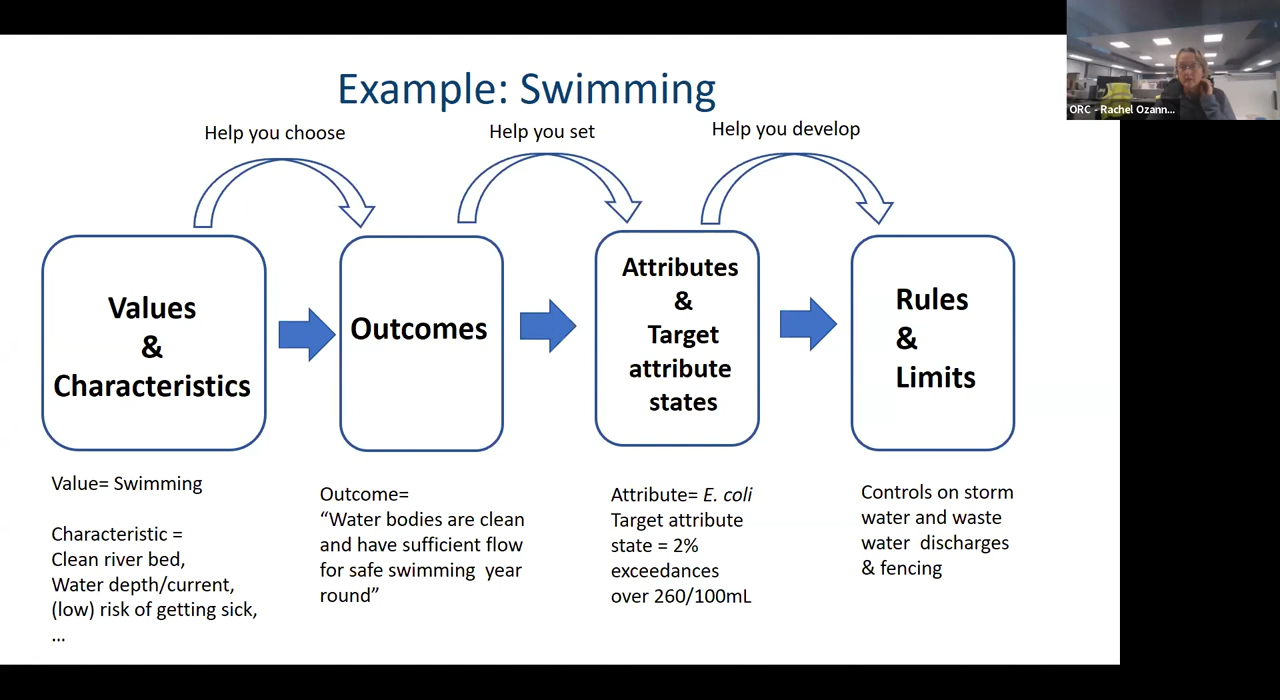 Example: Swimming
Help you choose
Help you set
Help you develop
Values
&
Characteristics
Outcomes
Attributes
&
Target
attribute
states
Rules
&
Limits
Value= Swimming
Characteristic =
Clean river bed,
Water depth/current,
(low) risk of getting sick,
...
Outcome=
“Water bodies are clean
and have sufficient flow
for safe swimming year
round”
Attribute= E. coli
Target attribute
state = 2%
exceedances
over 260/100mL
Controls on storm
water and waste
water discharges
& fencing
ORC - Rachel Ozann...